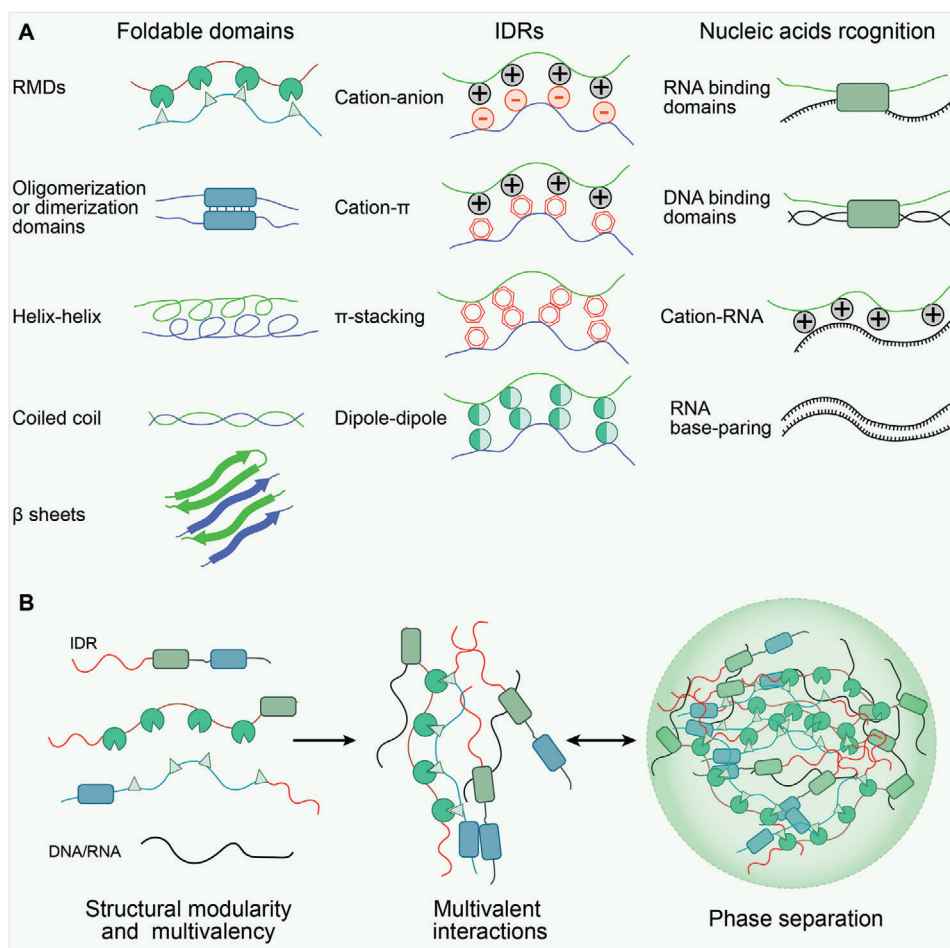 A
Foldable domains
IDRs
Nucleic acids rcognition
RMDs
Cation-anion
RNA binding
domains
Oligomerization
or dimerization
domains
Cation-π
DNA binding
domains
Helix-helix
π-stacking
Cation-RNA
Coiled coil
Dipole-dipole
RNA
base-paring
β sheets
B
IDR
DNA/RNA
Structural modularity
and multivalency
Multivalent
interactions
Phase separation